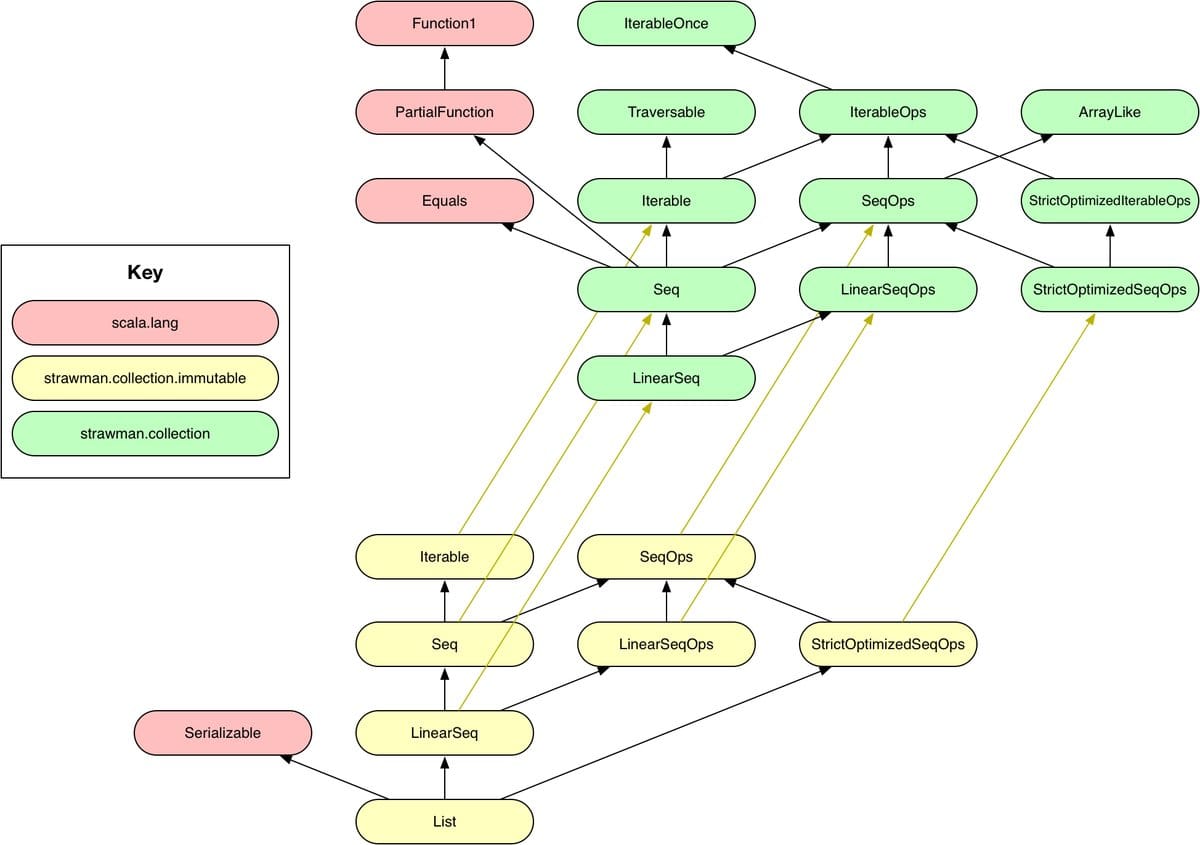 Function1
IterableOnce
PartialFunction
Traversable
IterableOps
ArrayLike
Equals
Iterable
SeqOps
StrictOptimizedIterableOps
Key
scala.lang
strawman.collection.immutable
strawman.collection
Seq
LinearSeqOps
StrictOptimizedSeqOps
LinearSeq
Iterable
SeqOps
Seq
LinearSeqOps
StrictOptimizedSeqOps
Serializable
LinearSeq
List